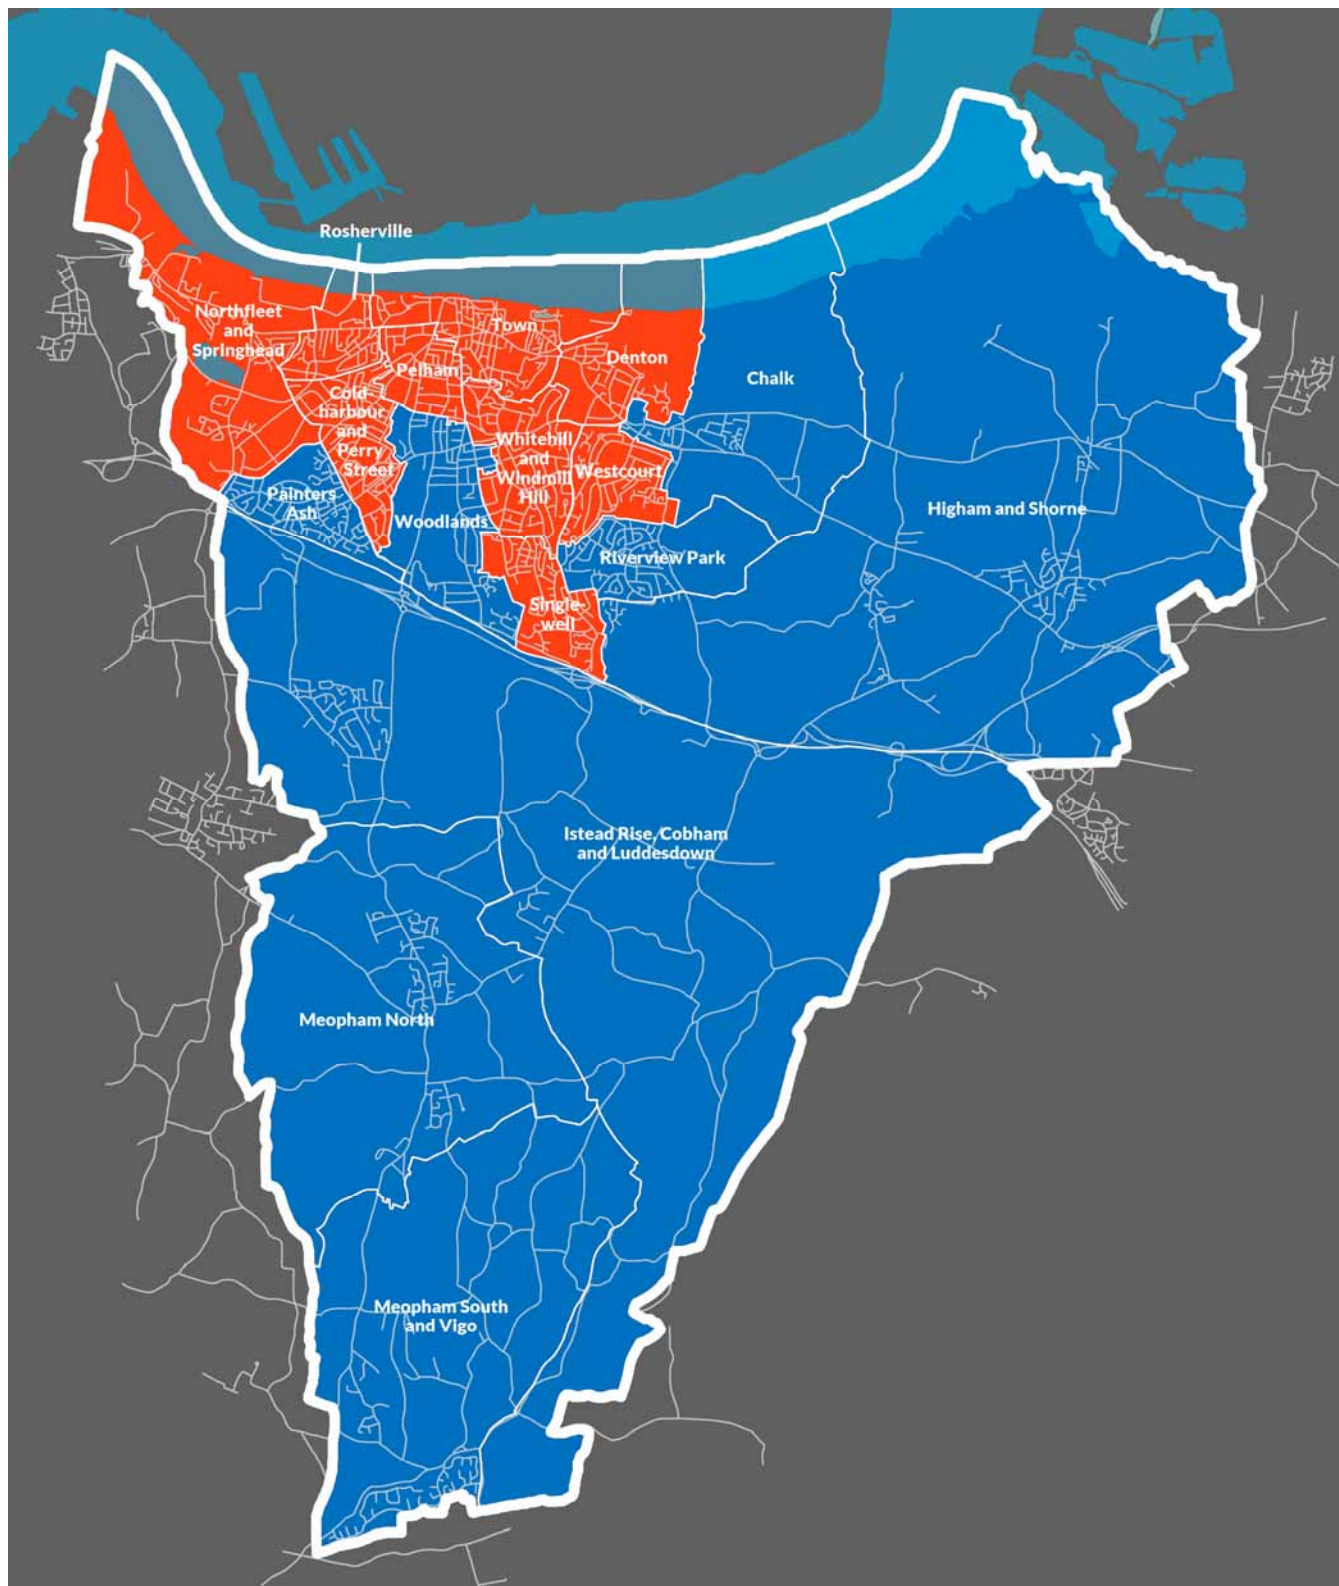 Rosherville
Northfleet
and
Springhead
Town
Denton
Pelham
Chalk
Cold-
harbour
and
Perry
Street
Whitehill
and
Windmill
Hill
Westcourt
Painters
Ash
Woodlands
Higham and Shorne
Riverview Park
Single-
well
Istead Rise, Cobham
and Luddesdown
Meopham North
Meopham South
and Vigo